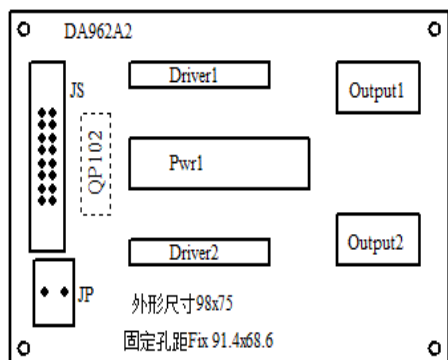 DA962A2
JS
QP102
Driver1
Output1
Pwr1
Driver2
Output2
JP
外形尺寸98x75
固定孔距Fix 91.4x68.6